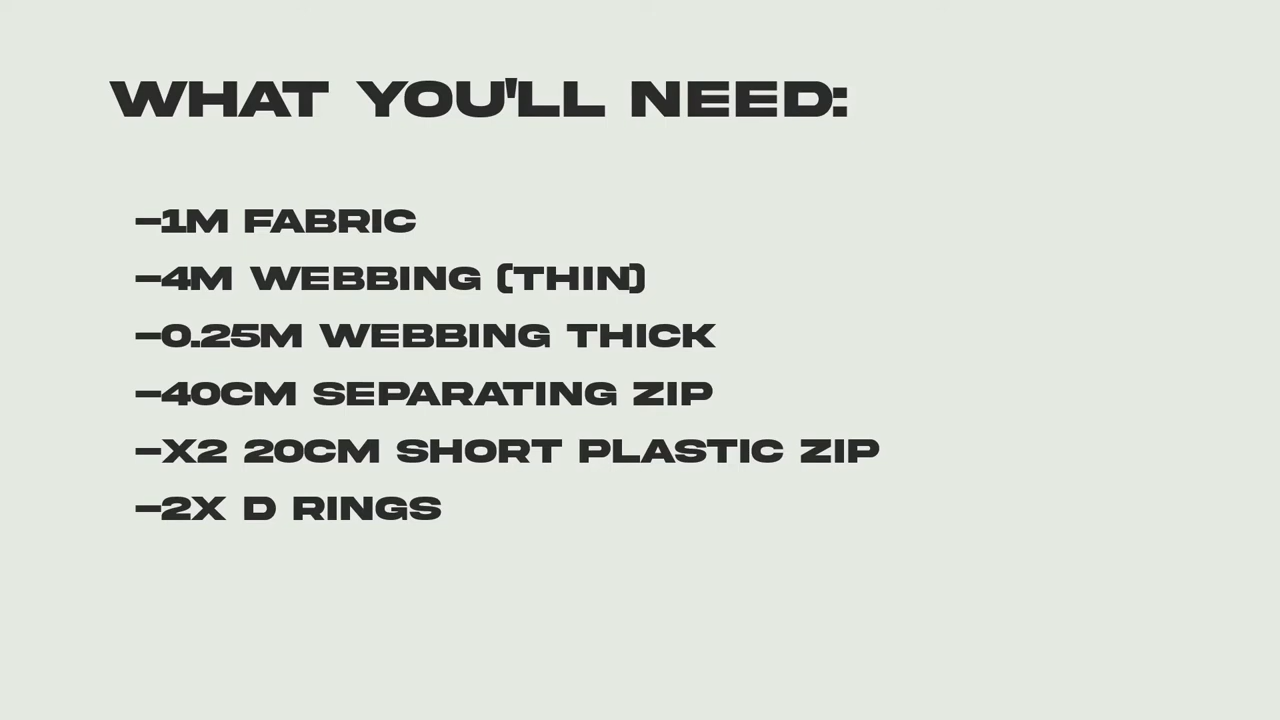 WHAT YOU'LL NEED:
-1M FABRIC
-4M WEBBING (THIN)
-0.25M WEBBING THICK
-40CM SEPARATING ZIP
-X2 20CM SHORT PLASTIC ZIP
-2X D RINGS